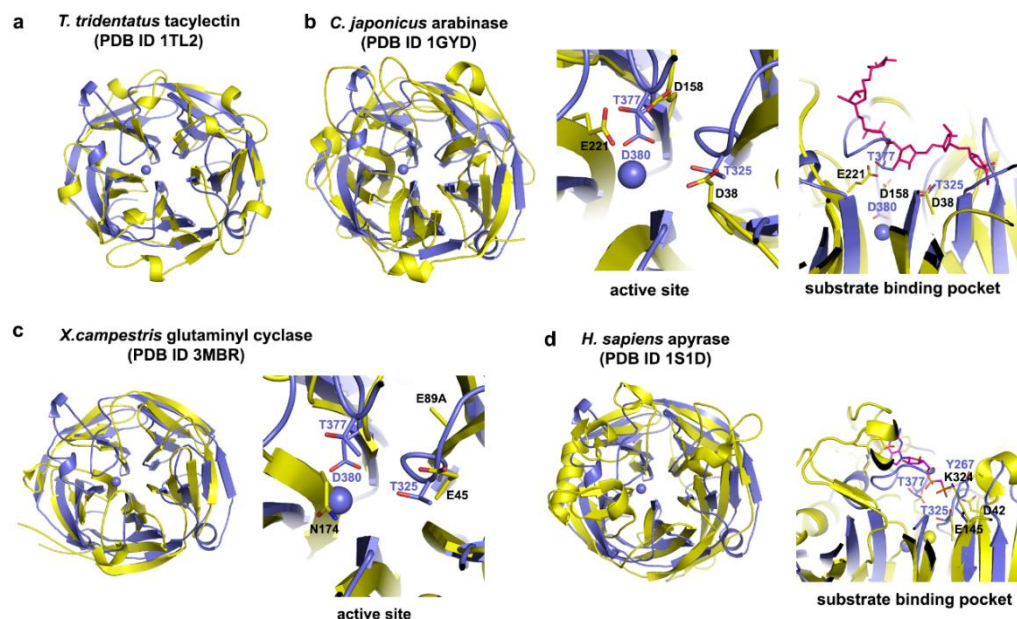 a
T. tridentatus tacylectin
(PDB ID 1TL2)
b
C. japonicus arabinase
(PDB ID 1GYD)
T377
D158
E221
D380
T325
D38
active site
T377
E221
T325
D158
D38
D380
substrate binding pocket
c
X.campestris glutaminyl cyclase
(PDB ID 3MBR)
E89A
T377
D380
T325
E45
N174
active site
d
H. sapiens apyrase
(PDB ID 1S1D)
Y267
K324
T377
T325
D42
E145
substrate binding pocket